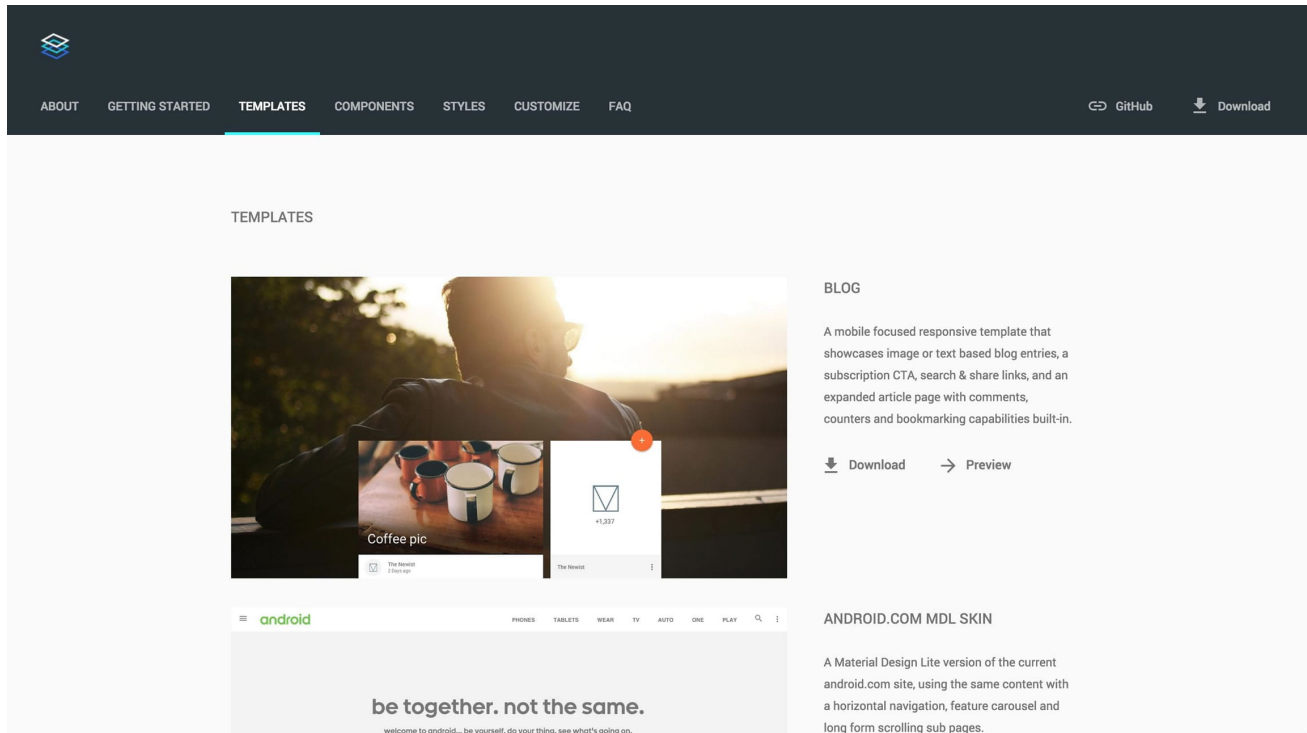 ABOUT GETTING STARTED TEMPLATES COMPONENTS STYLES CUSTOMIZE FAQ GitHub Download
TEMPLATES
BLOG
A mobile focused responsive template that
showcases image or text based blog entries, a
subscription CTA, search & share links, and an
expanded article page with comments,
counters and bookmarking capabilities built-in.
Download Preview
+
+1,337
Coffee pic
The Newist
2 Days ago
The Newist
android PHONES TABLETS WEAR TV AUTO ONE PLAY
be together. not the same.
welcome to android... be yourself. do your thing. see what's going on.
ANDROID.COM MDL SKIN
A Material Design Lite version of the current
android.com site, using the same content with
a horizontal navigation, feature carousel and
long form scrolling sub pages.